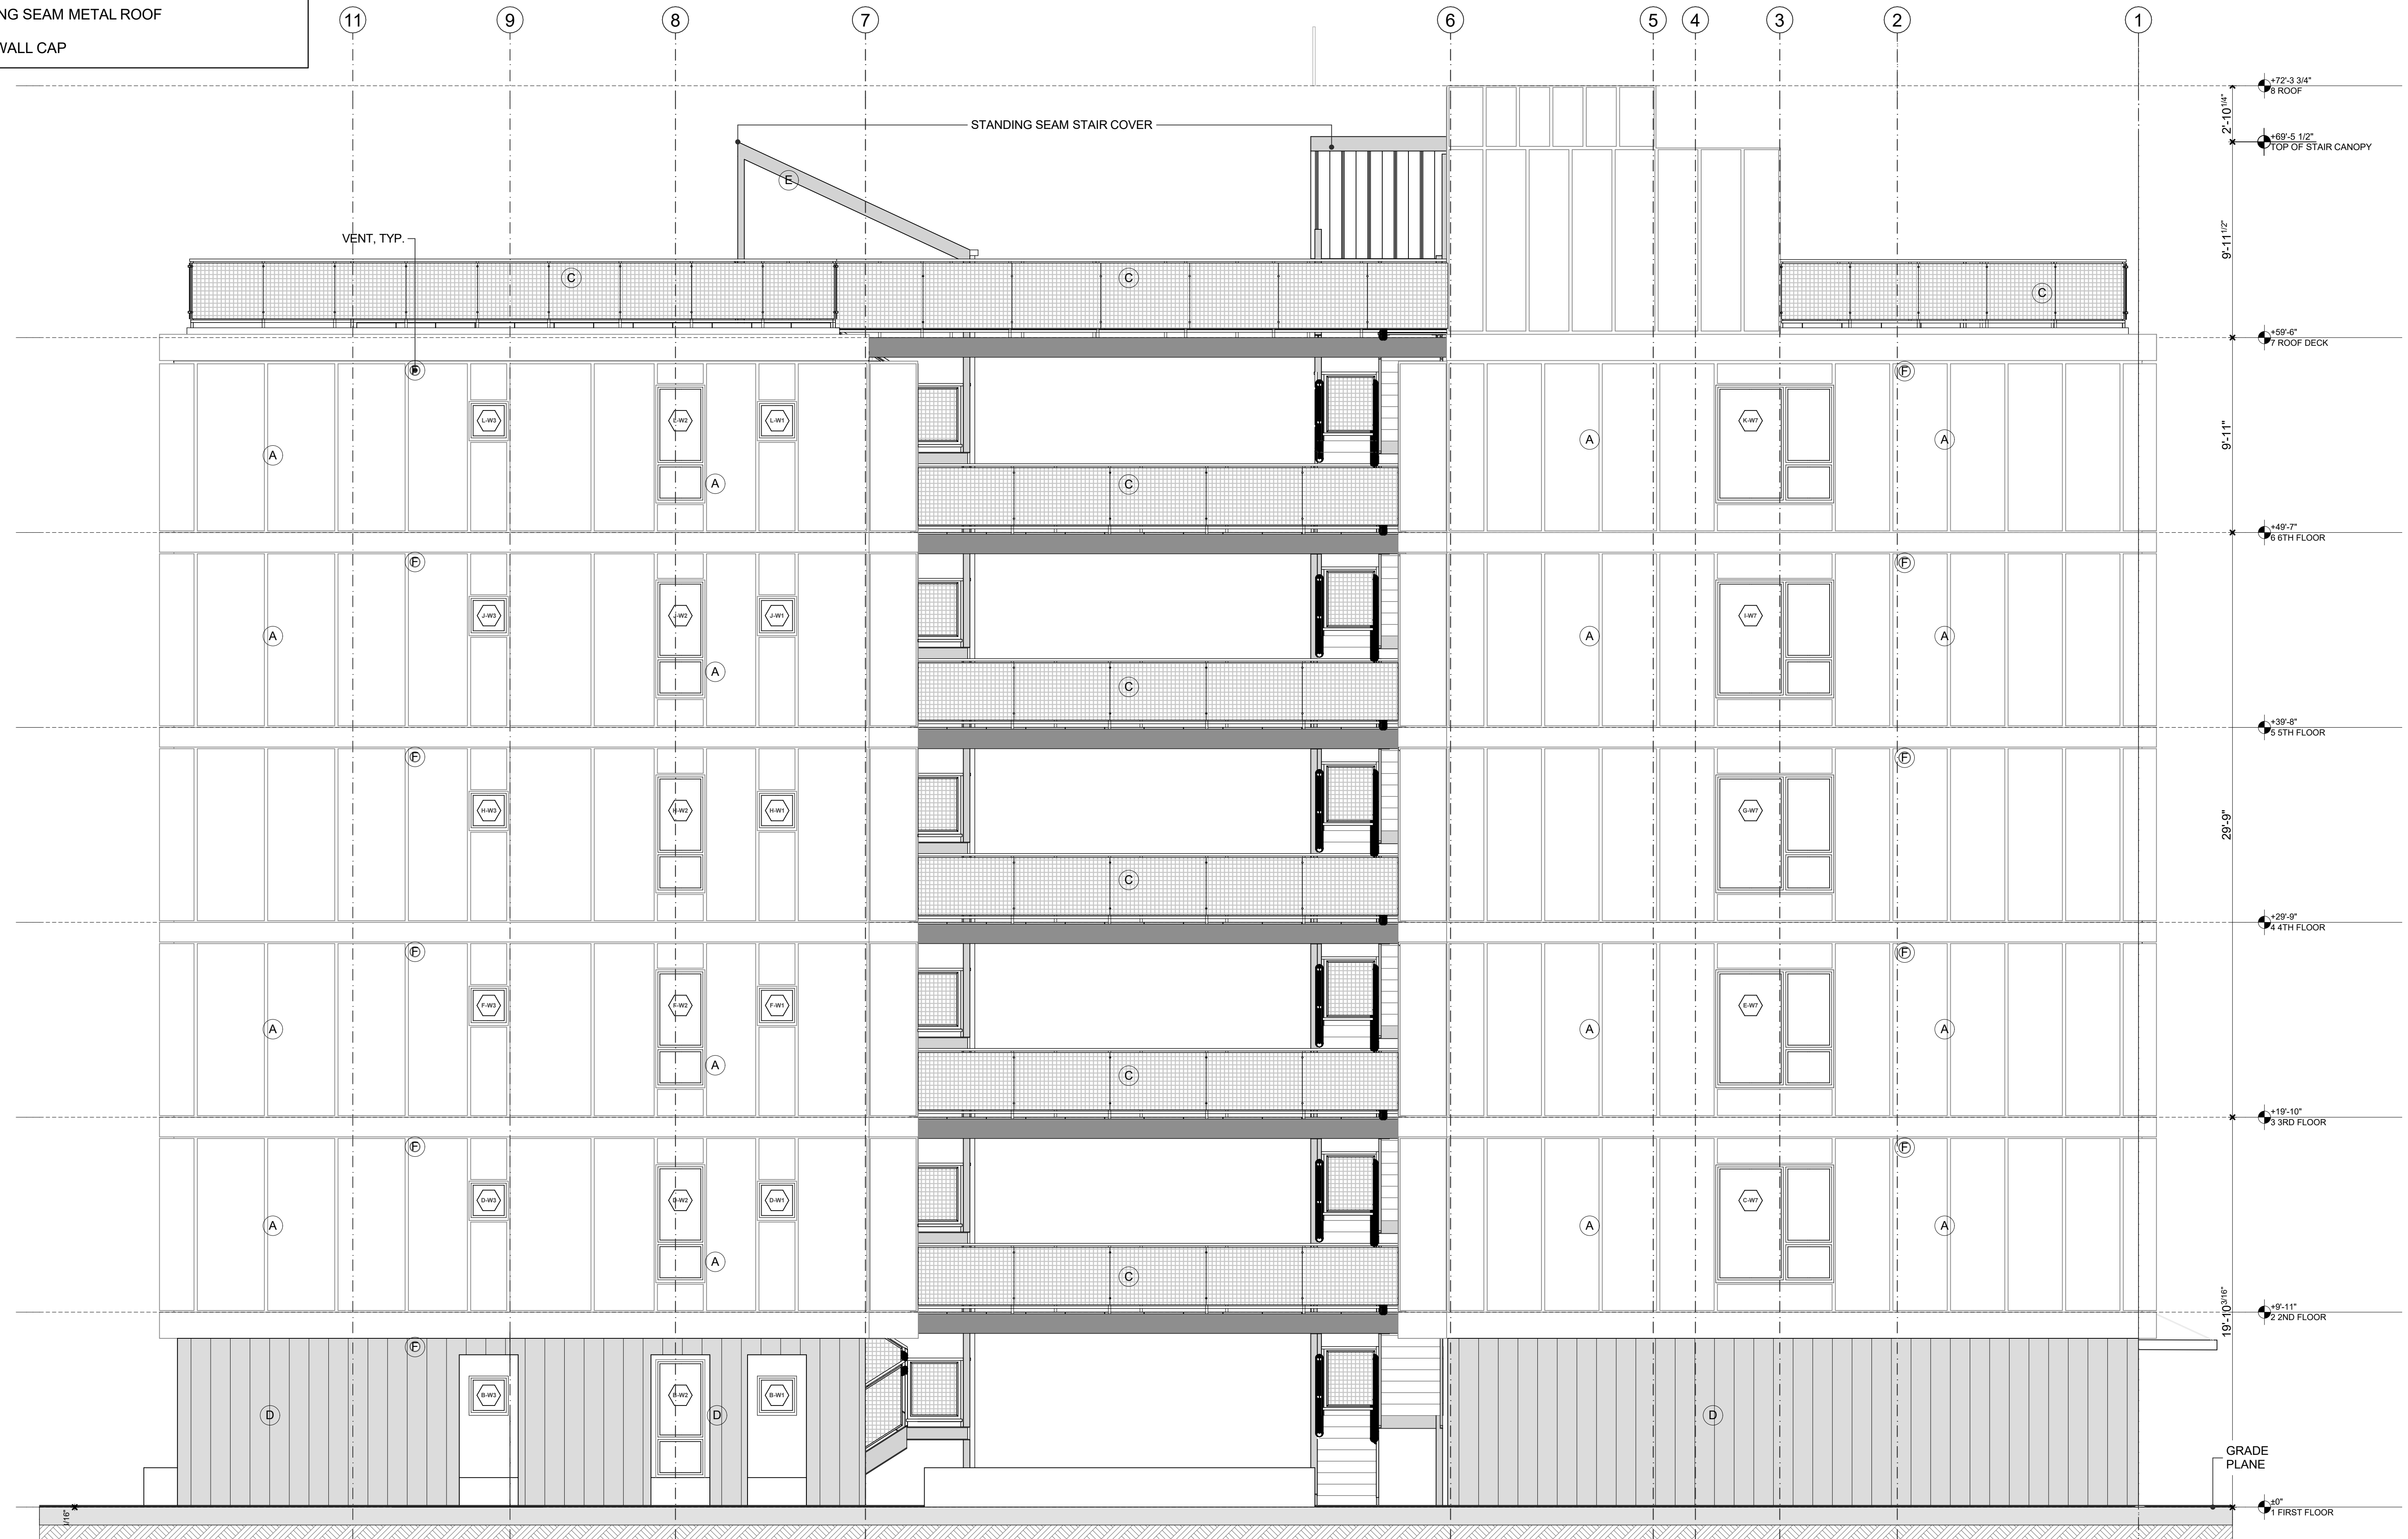 NG SEAM METAL ROOF
WALL CAP
11
9
8
7
6
5
4
3
2
1
+72'-3 3/4"
8 ROOF
2'-10 1/4"
STANDING SEAM STAIR COVER
+69'-5 1/2"
TOP OF STAIR CANOPY
E
VENT, TYP.
9'-11 1/2"
C
C
C
+59'-6"
7 ROOF DECK
F
L-W3
L-W2
L-W1
K-W7
A
A
A
A
C
9'-11"
+49'-7"
6 6TH FLOOR
F
F
J-W3
J-W2
J-W1
I-W7
A
A
A
A
C
+39'-8"
5 5TH FLOOR
F
F
H-W3
H-W2
H-W1
G-W7
29'-9"
C
+29'-9"
4 4TH FLOOR
F
F
F-W3
F-W2
F-W1
E-W7
A
A
A
A
C
+19'-10"
3 3RD FLOOR
F
F
D-W3
D-W2
D-W1
C-W7
A
A
A
A
C
19'-10 3/16"
+9'-11"
2 2ND FLOOR
F
B-W3
B-W2
B-W1
D
D
D
GRADE
PLANE
±0"
1 FIRST FLOOR
/16"